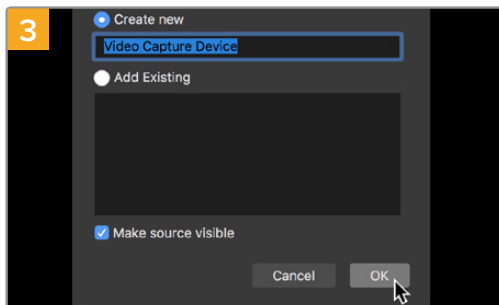 3
Create new
Video Capture Device
Add Existing
Make source visible
Cancel OK